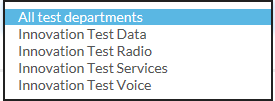 All test departments
Innovation Test Data
Innovation Test Radio
Innovation Test Services
Innovation Test Voice